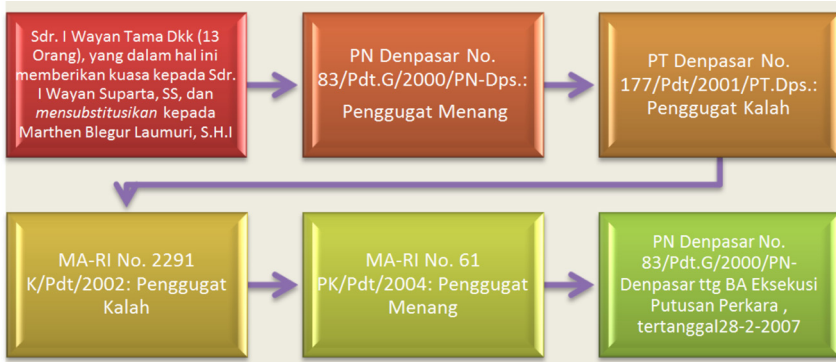 Sdr. I Wayan Tama Dkk (13
Orang), yang dalam hal ini
memberikan kuasa kepada Sdr.
I Wayan Suparta, SS, dan
mensubstitusikan kepada
Marthen Blegur Laumuri, S.H.I
PN Denpasar No.
83/Pdt.G/2000/PN-Dps.:
Penggugat Menang
PT Denpasar No.
177/Pdt/2001/PT.Dps.:
Penggugat Kalah
MA-RI No. 2291
K/Pdt/2002: Penggugat
Kalah
MA-RI No. 61
PK/Pdt/2004: Penggugat
Menang
PN Denpasar No.
83/Pdt.G/2000/PN-
Denpasar ttg BA Eksekusi
Putusan Perkara ,
tertanggal28-2-2007